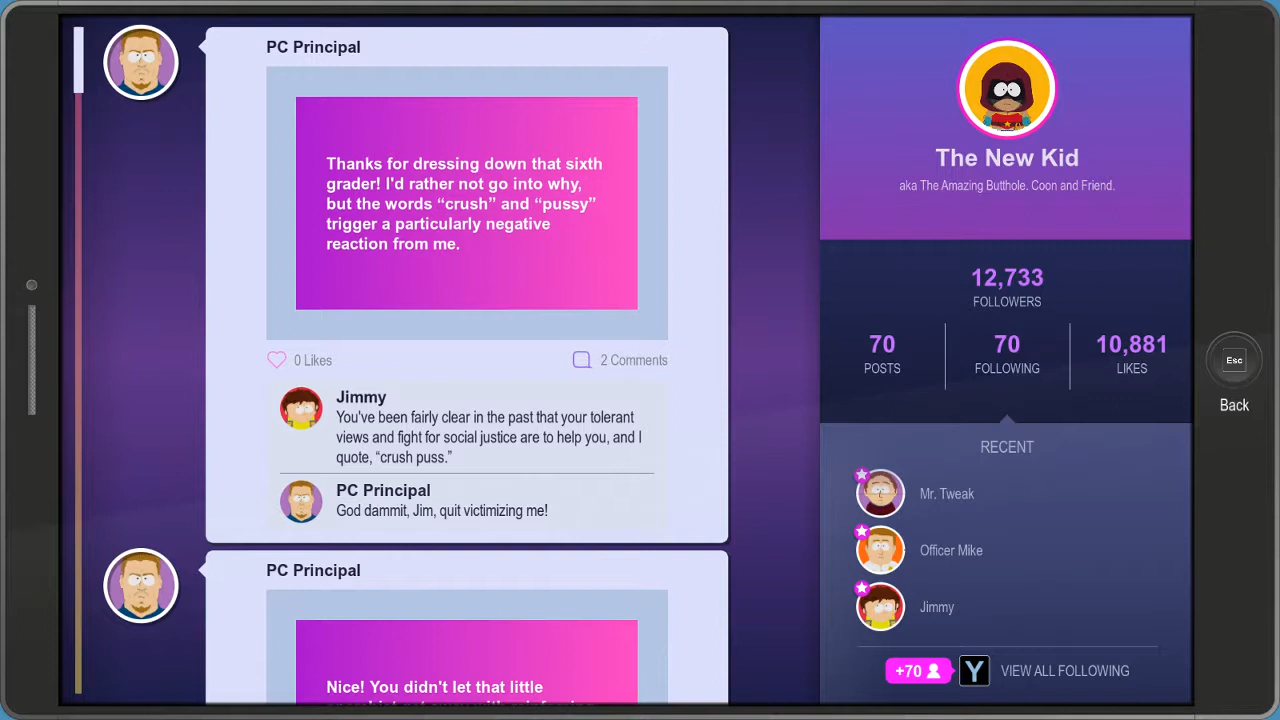 PC Principal
Thanks for dressing down that sixth
grader! I'd rather not go into why,
but the words “crush” and “pussy”
trigger a particularly negative
reaction from me.
0 Likes
2 Comments
Jimmy
You've been fairly clear in the past that your tolerant
views and fight for social justice are to help you, and I
quote, “crush puss.”
PC Principal
God dammit, Jim, quit victimizing me!
PC Principal
Nice! You didn't let that little
The New Kid
aka The Amazing Butthole. Coon and Friend.
12,733
FOLLOWERS
70
POSTS
70
FOLLOWING
10,881
LIKES
RECENT
Mr. Tweak
Officer Mike
Jimmy
+70
Y
VIEW ALL FOLLOWING
Esc
Back